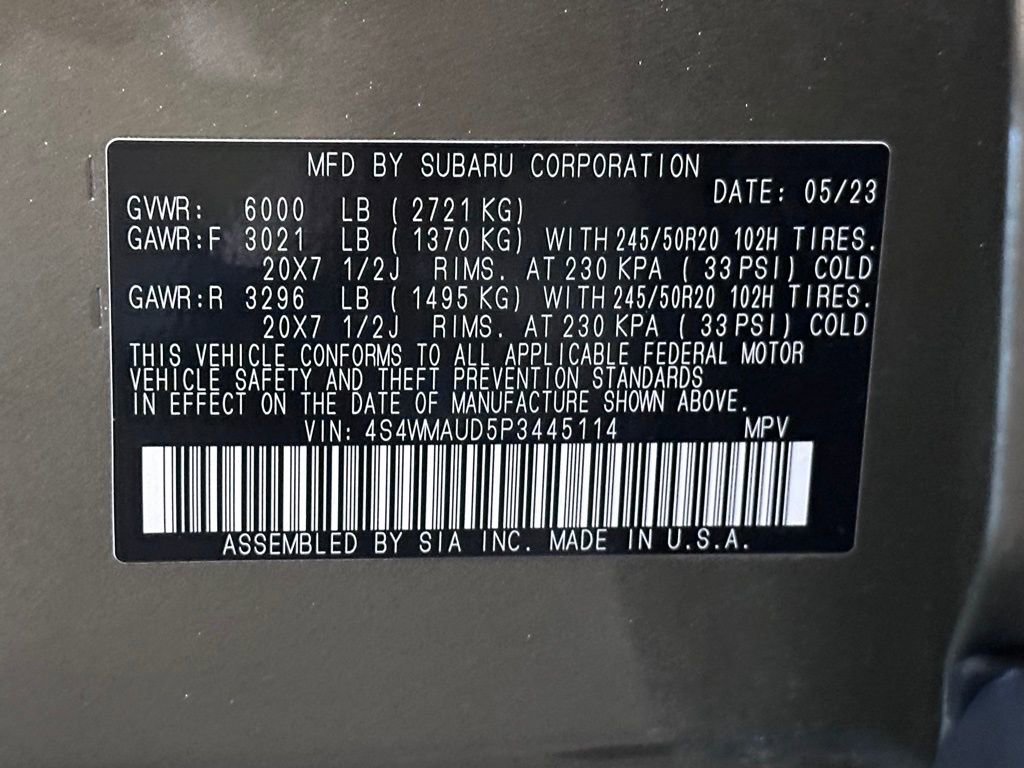 MFD BY SUBARU CORPORATION
DATE: 05/23
GVWR: 6000 LB ( 2721 KG)
GAWR:F 3021 LB ( 1370 KG) WITH 245/50R20 102H TIRES.
20X7 1/2J RIMS. AT 230 KPA ( 33 PSI) COLD
GAWR:R 3296 LB ( 1495 KG) WITH 245/50R20 102H TIRES.
20X7 1/2J RIMS. AT 230 KPA ( 33 PSI) COLD
THIS VEHICLE CONFORMS TO ALL APPLICABLE FEDERAL MOTOR
VEHICLE SAFETY AND THEFT PREVENTION STANDARDS
IN EFFECT ON THE DATE OF MANUFACTURE SHOWN ABOVE.
VIN: 4S4WMAUD5P3445114 MPV
ASSEMBLED BY SIA INC. MADE IN U.S.A.